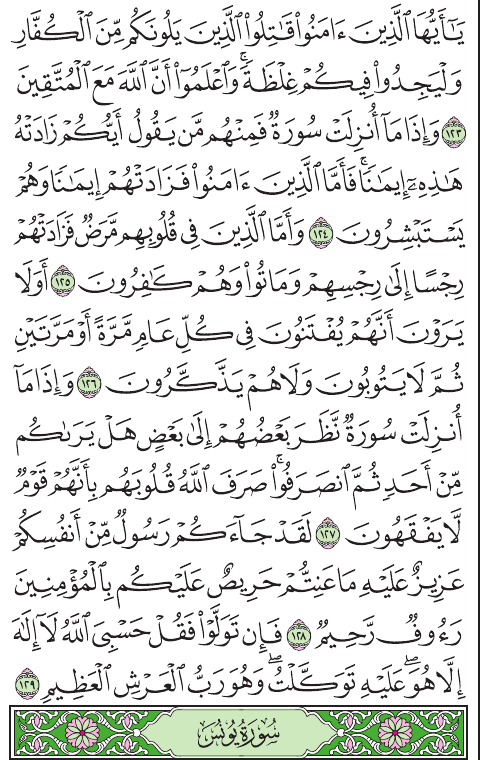 يَـٰٓأَيُّهَا ٱلَّذِينَ ءَامَنُوا۟ قَـٰتِلُوا۟ ٱلَّذِينَ يَلُونَكُم مِّنَ ٱلْكُفَّارِ
وَلْيَجِدُوا۟ فِيكُمْ غِلْظَةً ۚ وَٱعْلَمُوٓا۟ أَنَّ ٱللَّهَ مَعَ ٱلْمُتَّقِينَ
١٢٣ وَإِذَا مَآ أُنزِلَتْ سُورَةٌ فَمِنْهُم مَّن يَقُولُ أَيُّكُمْ زَادَتْهُ
هَـٰذِهِۦٓ إِيمَـٰنًا ۚ فَأَمَّا ٱلَّذِينَ ءَامَنُوا۟ فَزَادَتْهُمْ إِيمَـٰنًا وَهُمْ
يَسْتَبْشِرُونَ ١٢٤ وَأَمَّا ٱلَّذِينَ فِى قُلُوبِهِم مَّرَضٌ فَزَادَتْهُمْ
رِجْسًا إِلَىٰ رِجْسِهِمْ وَمَاتُوا۟ وَهُمْ كَـٰفِرُونَ ١٢٥ أَوَلَا
يَرَوْنَ أَنَّهُمْ يُفْتَنُونَ فِى كُلِّ عَامٍ مَّرَّةً أَوْ مَرَّتَيْنِ
ثُمَّ لَا يَتُوبُونَ وَلَا هُمْ يَذَّكَّرُونَ ١٢٦ وَإِذَا مَآ
أُنزِلَتْ سُورَةٌ نَّظَرَ بَعْضُهُمْ إِلَىٰ بَعْضٍ هَلْ يَرَىٰكُم
مِّنْ أَحَدٍ ثُمَّ ٱنصَرَفُوا۟ ۚ صَرَفَ ٱللَّهُ قُلُوبَهُم بِأَنَّهُمْ قَوْمٌ
لَّا يَفْقَهُونَ ١٢٧ لَقَدْ جَآءَكُمْ رَسُولٌ مِّنْ أَنفُسِكُمْ
عَزِيزٌ عَلَيْهِ مَا عَنِتُّمْ حَرِيصٌ عَلَيْكُم بِٱلْمُؤْمِنِينَ
رَءُوفٌ رَّحِيمٌ ١٢٨ فَإِن تَوَلَّوْا۟ فَقُلْ حَسْبِىَ ٱللَّهُ لَآ إِلَـٰهَ
إِلَّا هُوَ ۖ عَلَيْهِ تَوَكَّلْتُ ۖ وَهُوَ رَبُّ ٱلْعَرْشِ ٱلْعَظِيمِ ١٢٩
سُورَةُ يُونُسَ